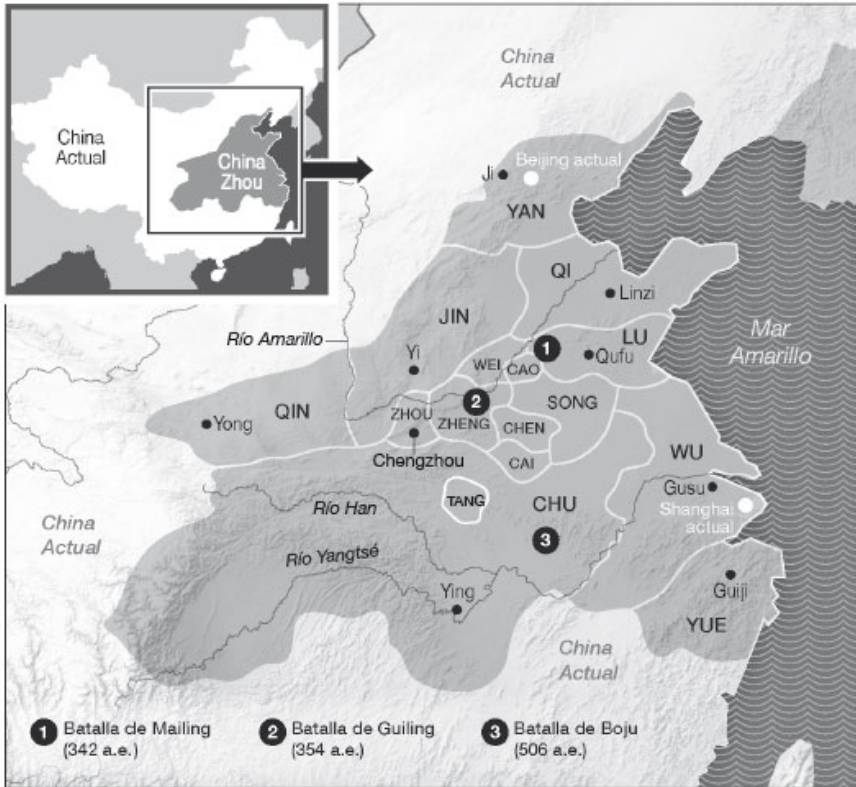 China
Actual
China
Zhou
China
Actual
Ji
Beijing actual
YAN
QI
Linzi
JIN
Río Amarillo
LU
Mar
Amarillo
Yi
WEI
CAO
1
Qufu
2
QIN
ZHOU
ZHENG
SONG
Yong
CHEN
Chengzhou
CAI
WU
TANG
CHU
Gusu
Shanghai
actual
Río Han
China
Actual
3
Río Yangtsé
Ying
Guiji
YUE
China
Actual
1 Batalla de Mailing
(342 a.e.)
2 Batalla de Guiling
(354 a.e.)
3 Batalla de Boju
(506 a.e.)